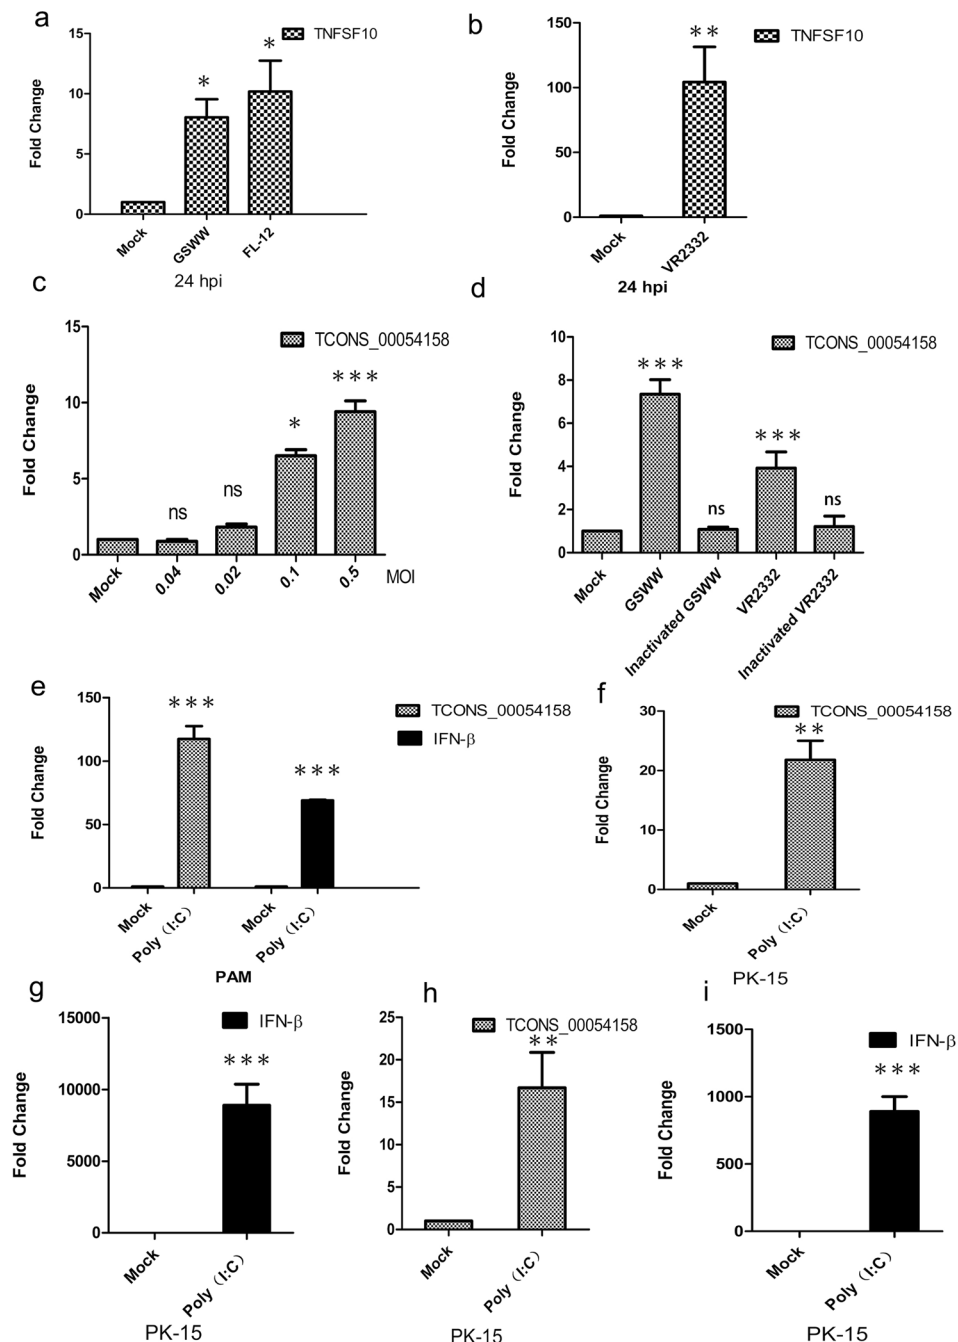 a
TNFSF10
15
10
5
0
Fold Change
*
*
Mock
GSWW
FL-12
24 hpi
b
TNFSF10
150
100
50
0
Fold Change
**
Mock
VR2332
24 hpi
c
TCONS_00054158
15
10
5
0
Fold Change
ns
ns
*
***
Mock
0.04
0.02
0.1
0.5
MOI
d
TCONS_00054158
10
8
6
4
2
0
Fold Change
***
ns
***
ns
Mock
GSWW
Inactivated GSWW
VR2332
Inactivated VR2332
e
TCONS_00054158
IFN-β
150
100
50
0
Fold Change
***
***
Mock
Poly（I:C）
Mock
Poly（I:C）
PAM
f
TCONS_00054158
30
20
10
0
Fold Change
**
Mock
Poly（I:C）
PK-15
g
IFN-β
15000
10000
5000
0
Fold Change
***
Mock
Poly（I:C）
PK-15
h
TCONS_00054158
25
20
15
10
5
0
Fold Change
**
Mock
Poly（I:C）
PK-15
i
IFN-β
1500
1000
500
0
Fold Change
***
Mock
Poly（I:C）
PK-15